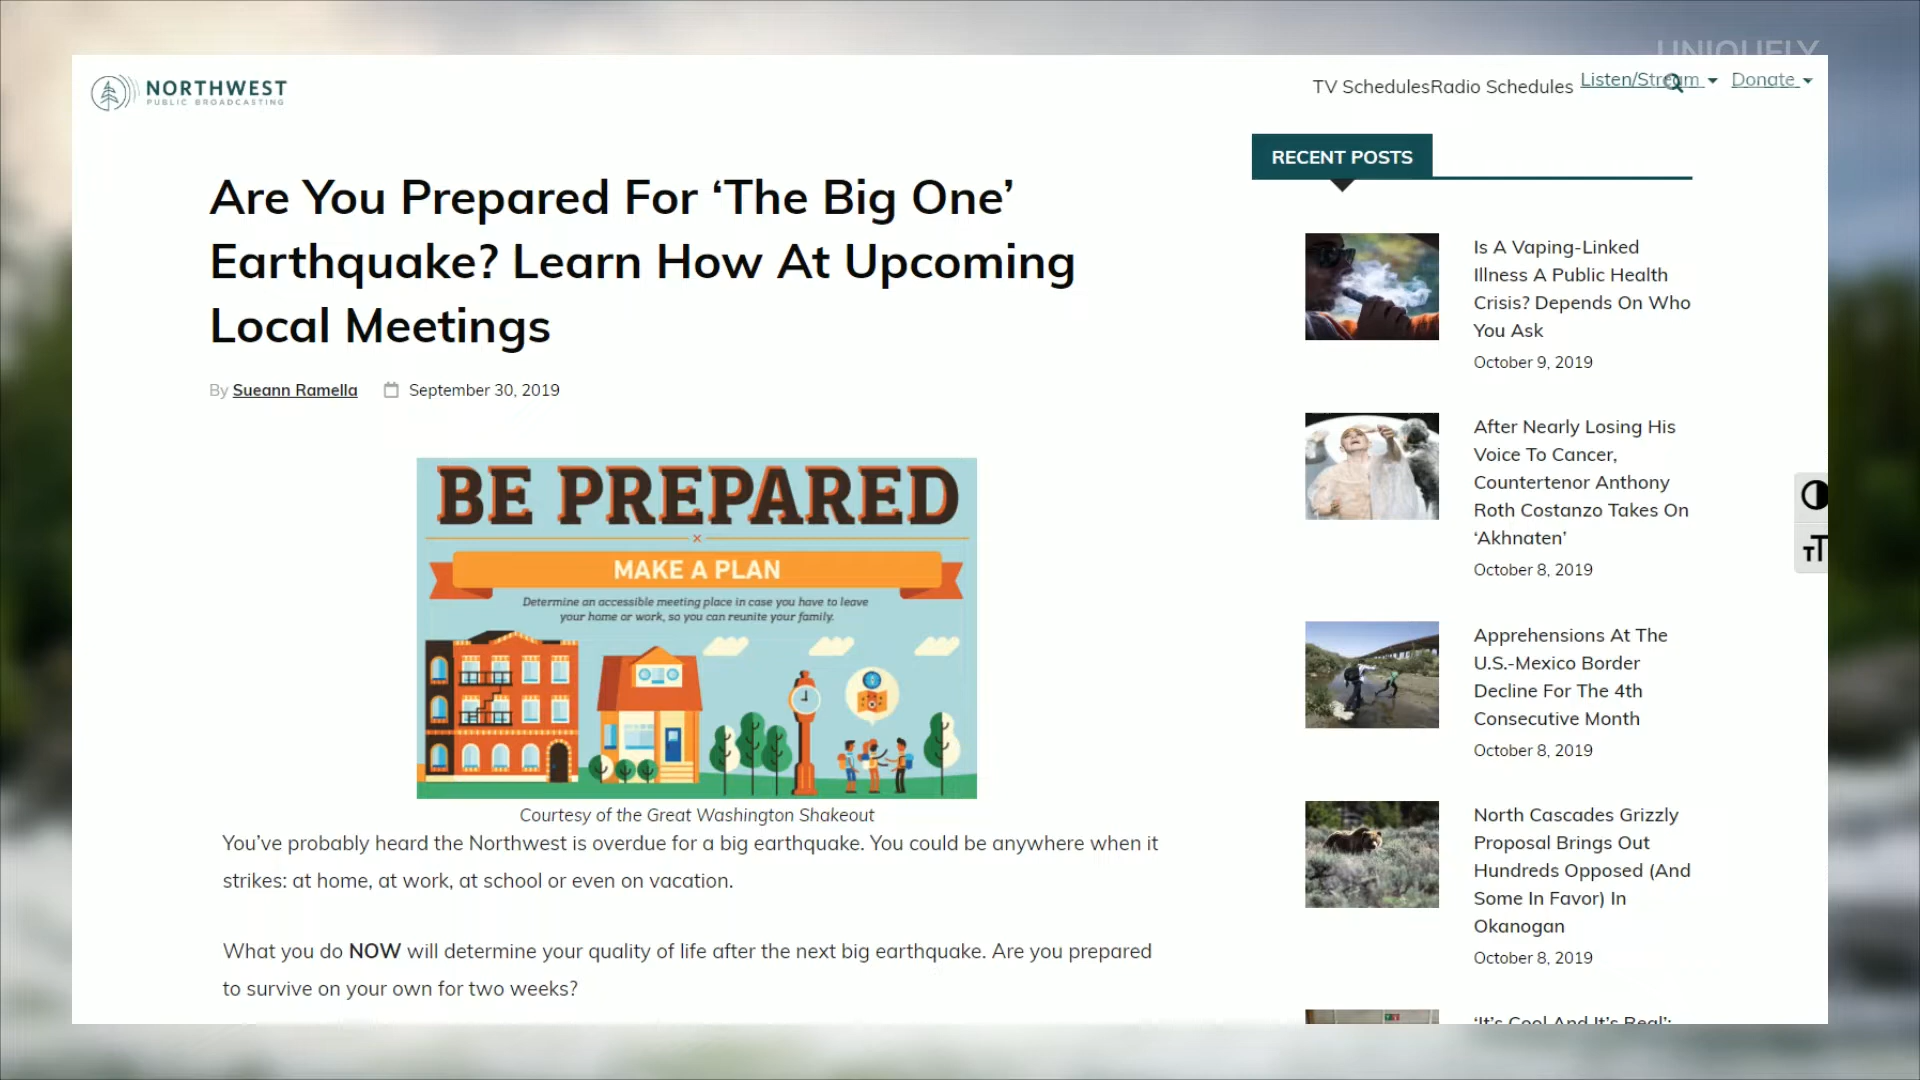 UNIQUELY
NORTHWEST
PUBLIC BROADCASTING
TV Schedules Radio Schedules Listen/Stream Donate
Are You Prepared For ‘The Big One’
Earthquake? Learn How At Upcoming
Local Meetings
By Sueann Ramella September 30, 2019
BE PREPARED
MAKE A PLAN
Determine an accessible meeting place in case you have to leave
your home or work, so you can reunite your family.
Courtesy of the Great Washington Shakeout
You’ve probably heard the Northwest is overdue for a big earthquake. You could be anywhere when it
strikes: at home, at work, at school or even on vacation.
What you do NOW will determine your quality of life after the next big earthquake. Are you prepared
to survive on your own for two weeks?
RECENT POSTS
Is A Vaping-Linked
Illness A Public Health
Crisis? Depends On Who
You Ask
October 9, 2019
After Nearly Losing His
Voice To Cancer,
Countertenor Anthony
Roth Costanzo Takes On
‘Akhnaten’
October 8, 2019
Apprehensions At The
U.S.-Mexico Border
Decline For The 4th
Consecutive Month
October 8, 2019
North Cascades Grizzly
Proposal Brings Out
Hundreds Opposed (And
Some In Favor) In
Okanogan
October 8, 2019
‘It’s Cool And It’s Real’:
TT